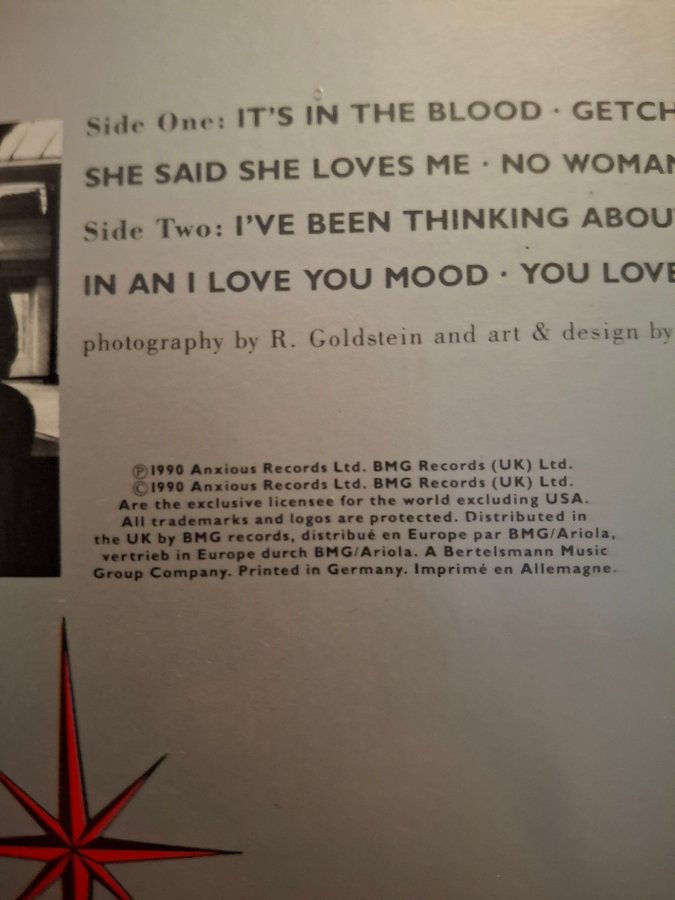 Side One: IT'S IN THE BLOOD · GETCH
SHE SAID SHE LOVES ME · NO WOMAN
Side Two: I'VE BEEN THINKING ABOU
IN AN I LOVE YOU MOOD · YOU LOVE
photography by R. Goldstein and art & design by
℗1990 Anxious Records Ltd. BMG Records (UK) Ltd.
©1990 Anxious Records Ltd. BMG Records (UK) Ltd.
Are the exclusive licensee for the world excluding USA.
All trademarks and logos are protected. Distributed in
the UK by BMG records, distribué en Europe par BMG/Ariola,
vertrieb in Europe durch BMG/Ariola. A Bertelsmann Music
Group Company. Printed in Germany. Imprimé en Allemagne.